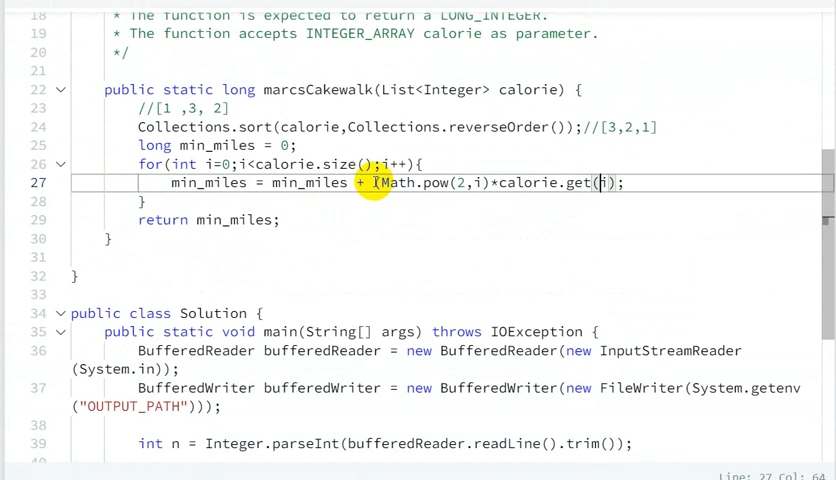 18 * The function is expected to return a LONG_INTEGER.
19 * The function accepts INTEGER_ARRAY calorie as parameter.
20 */
21
22 public static long marcsCakewalk(List<Integer> calorie) {
23 //[1 ,3, 2]
24 Collections.sort(calorie,Collections.reverseOrder());//[3,2,1]
25 long min_miles = 0;
26 for(int i=0;i<calorie.size();i++){
27 min_miles = min_miles + (Math.pow(2,i)*calorie.get(i);
28 }
29 return min_miles;
30 }
31
32 }
33
34 public class Solution {
35 public static void main(String[] args) throws IOException {
36 BufferedReader bufferedReader = new BufferedReader(new InputStreamReader
(System.in));
37 BufferedWriter bufferedWriter = new BufferedWriter(new FileWriter(System.getenv
("OUTPUT_PATH")));
38
39 int n = Integer.parseInt(bufferedReader.readLine().trim());
Line: 27 Col: 64